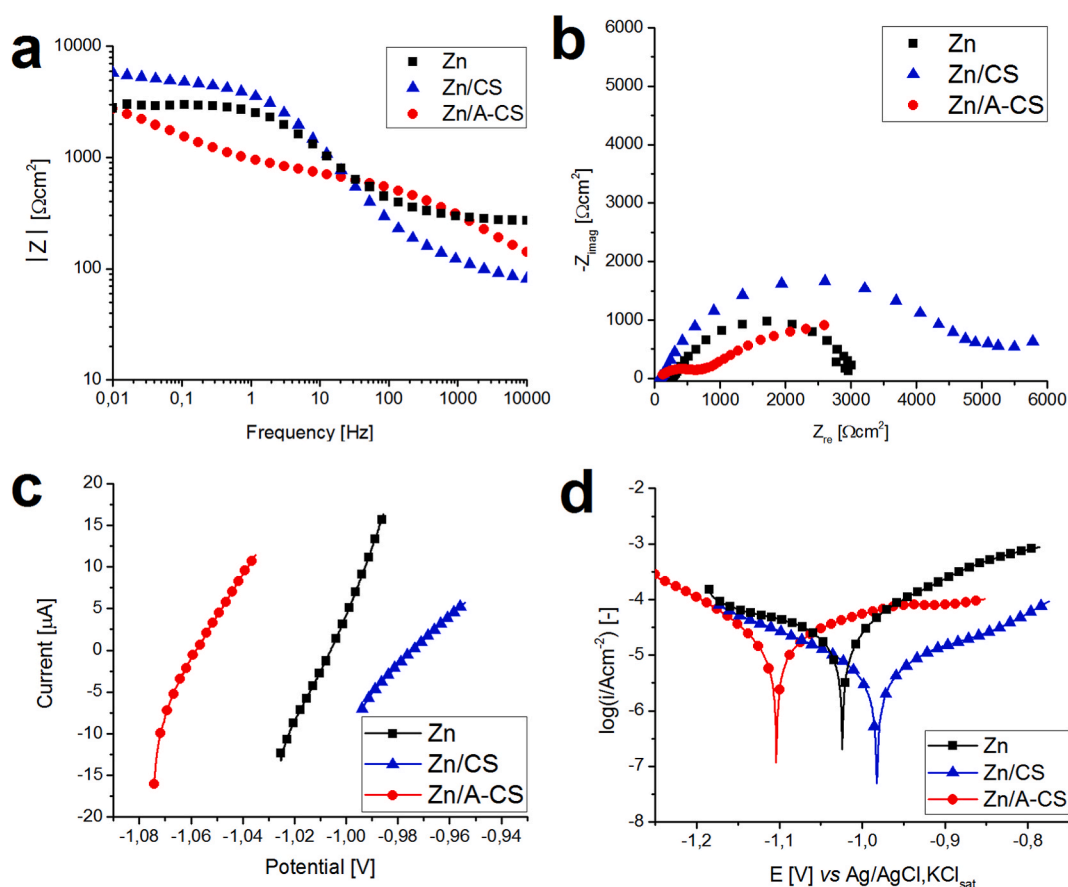 a
10000
1000
100
10
|Z| [Ωcm²]
0,01 0,1 1 10 100 1000 10000
Frequency [Hz]
Zn
Zn/CS
Zn/A-CS
b
6000
5000
4000
3000
2000
1000
0
-Z_imag [Ωcm²]
0 1000 2000 3000 4000 5000 6000
Z_re [Ωcm²]
Zn
Zn/CS
Zn/A-CS
c
20
15
10
5
0
-5
-10
-15
-20
Current [µA]
-1,08 -1,06 -1,04 -1,02 -1,00 -0,98 -0,96 -0,94
Potential [V]
Zn
Zn/CS
Zn/A-CS
d
-2
-3
-4
-5
-6
-7
-8
log(i/Acm⁻²) [-]
-1,2 -1,1 -1,0 -0,9 -0,8
E [V] vs Ag/AgCl,KCl_sat
Zn
Zn/CS
Zn/A-CS